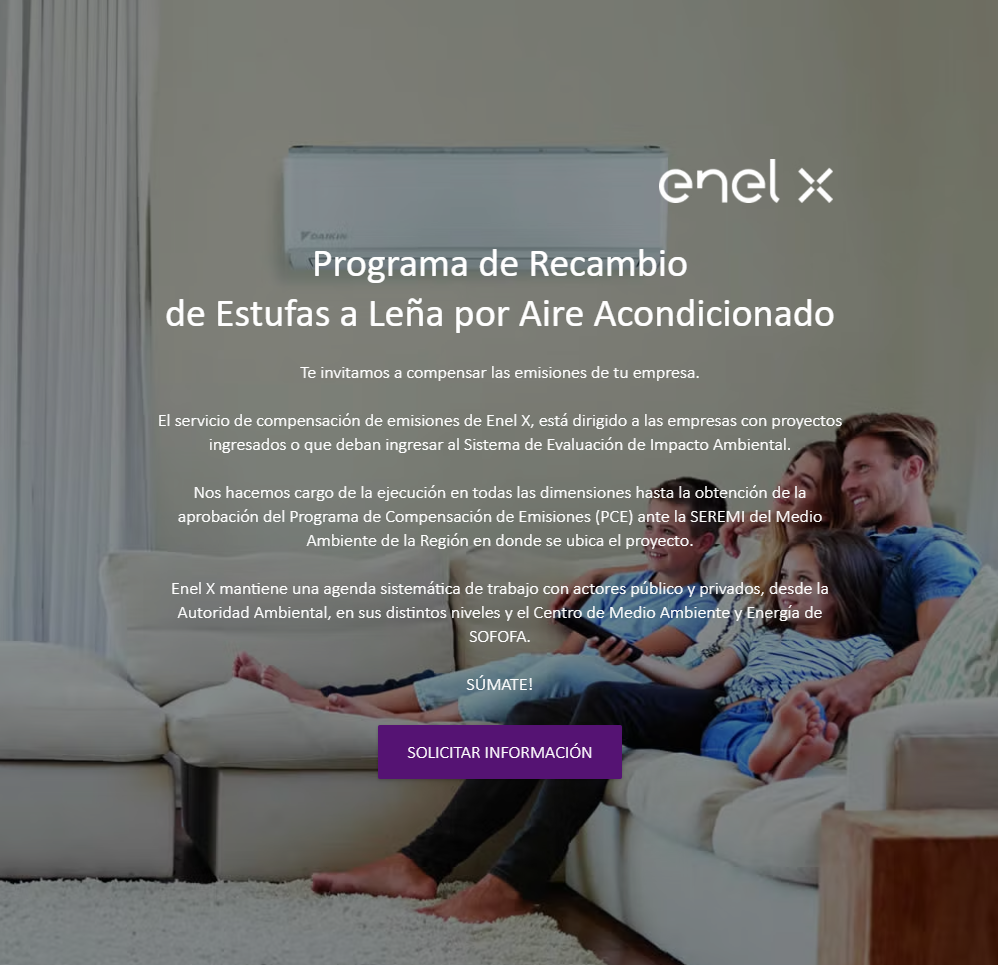 DAIKIN
enel x
Programa de Recambio
de Estufas a Leña por Aire Acondicionado
Te invitamos a compensar las emisiones de tu empresa.
El servicio de compensación de emisiones de Enel X, está dirigido a las empresas con proyectos
ingresados o que deban ingresar al Sistema de Evaluación de Impacto Ambiental.
Nos hacemos cargo de la ejecución en todas las dimensiones hasta la obtención de la
aprobación del Programa de Compensación de Emisiones (PCE) ante la SEREMI del Medio
Ambiente de la Región en donde se ubica el proyecto.
Enel X mantiene una agenda sistemática de trabajo con actores público y privados, desde la
Autoridad Ambiental, en sus distintos niveles y el Centro de Medio Ambiente y Energía de
SOFOFA.
SÚMATE!
SOLICITAR INFORMACIÓN